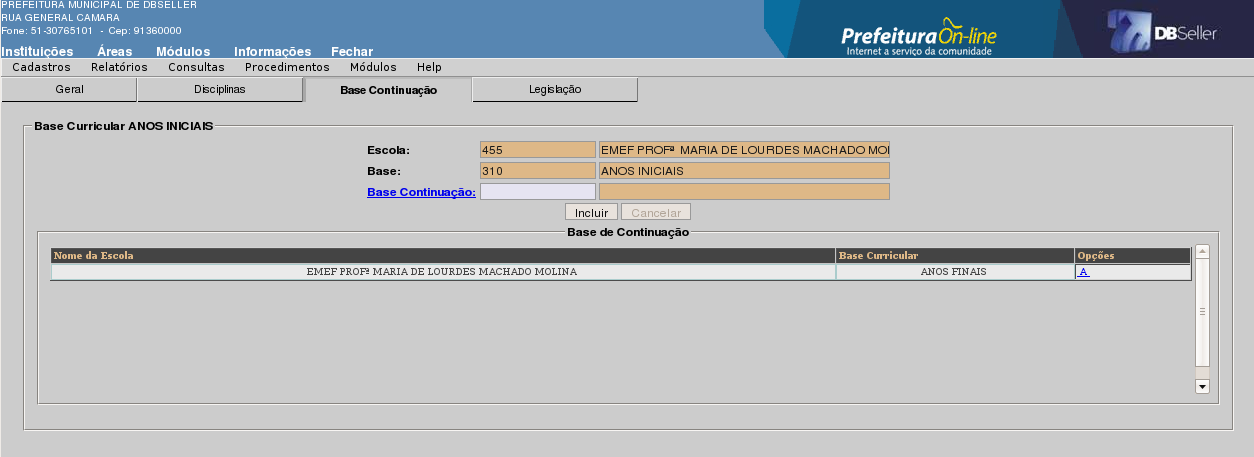 PREFEITURA MUNICIPAL DE DBSELLER
RUA GENERAL CAMARA
Fone: 51-30765101 - Cep: 91360000
Prefeitura On-line
Internet a serviço da comunidade
DBSeller
Instituições Áreas Módulos Informações Fechar
Cadastros Relatórios Consultas Procedimentos Módulos Help
Geral Disciplinas Base Continuação Legislação
Base Curricular ANOS INICIAIS
Escola: 455 EMEF PROFª MARIA DE LOURDES MACHADO MOI
Base: 310 ANOS INICIAIS
Base Continuação:
Incluir Cancelar
Base de Continuação
Nome da Escola Base Curricular Opções
EMEF PROFª MARIA DE LOURDES MACHADO MOLINA ANOS FINAIS A